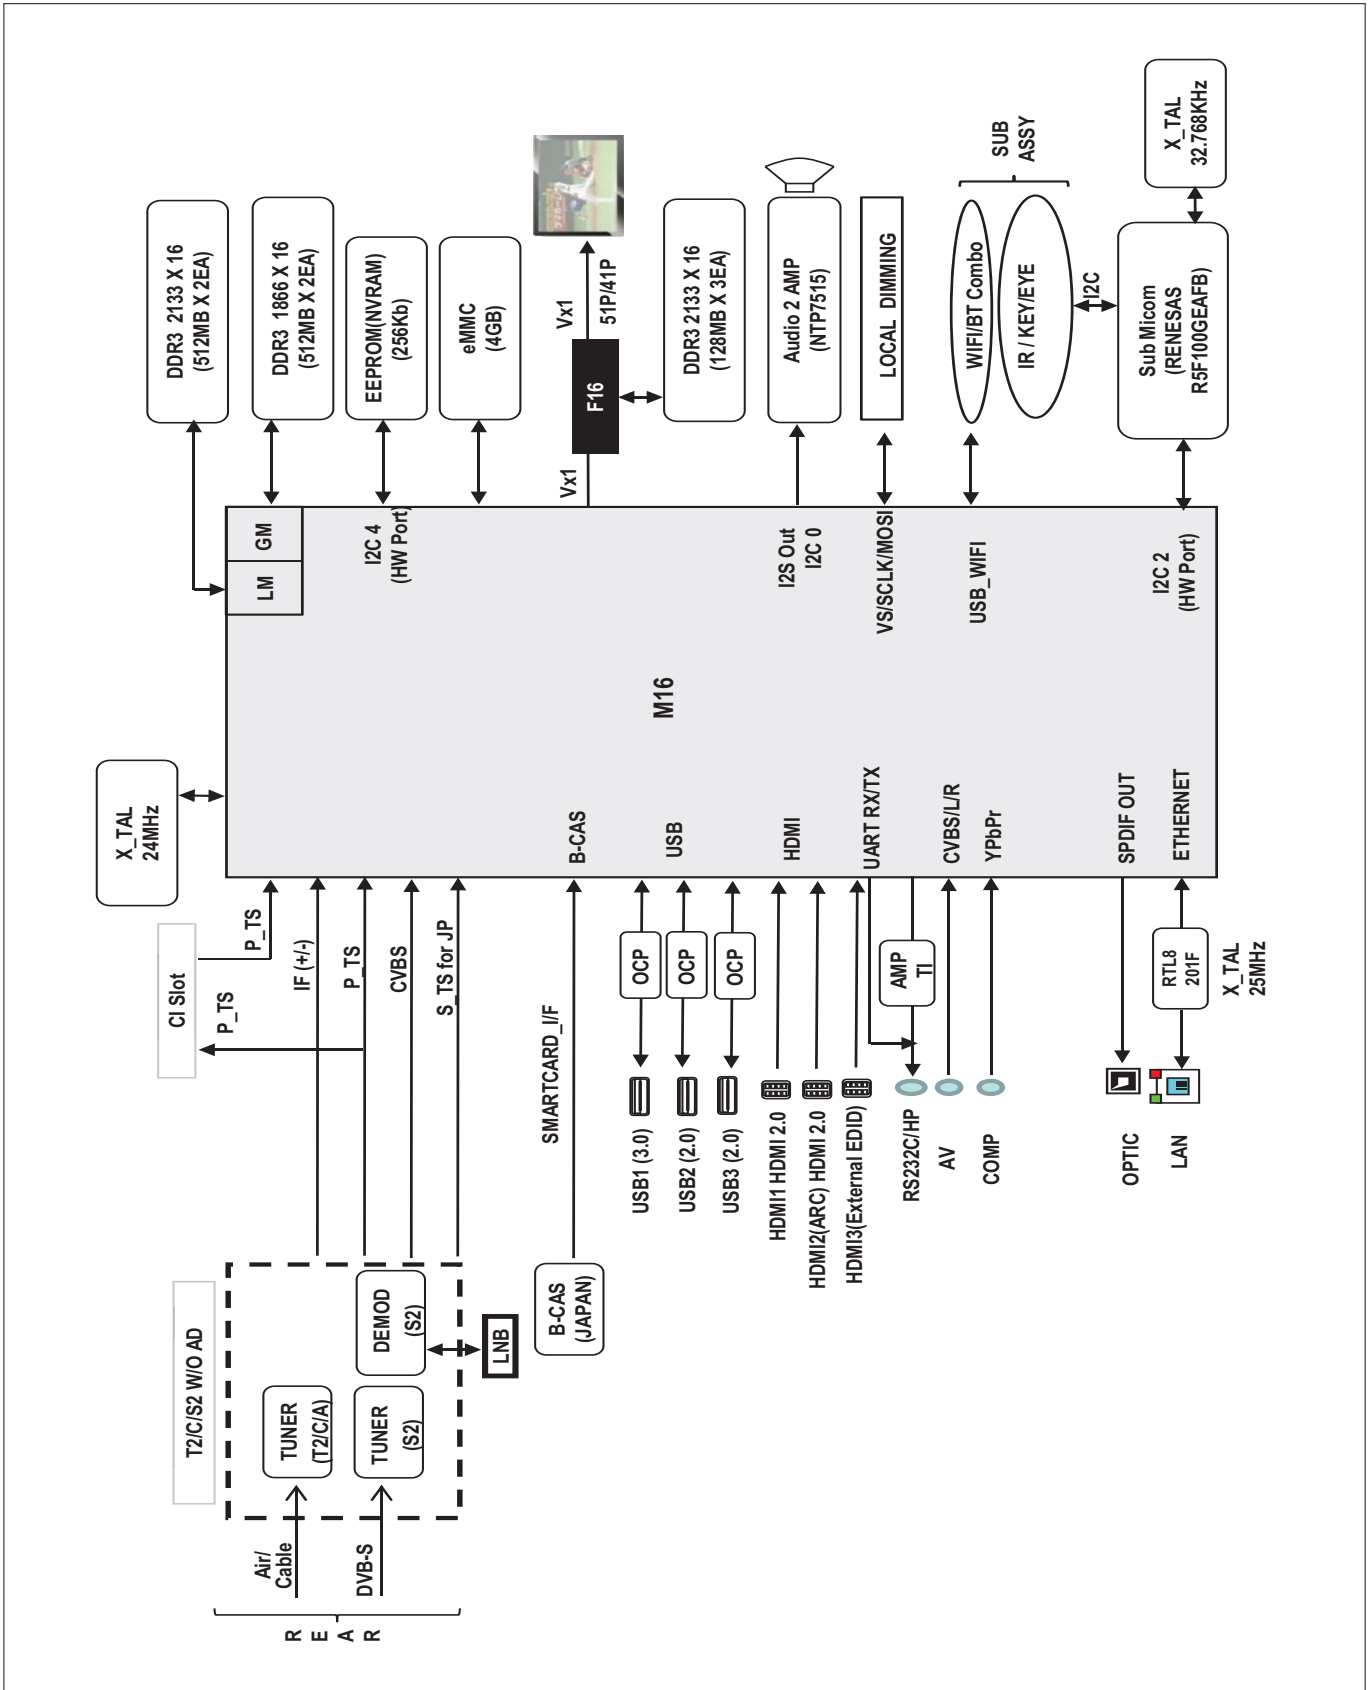 T2/C/S2 W/O AD
CI Slot
X_TAL
24MHz
DDR3 2133 X 16
(512MB X 2EA)
DDR3 1866 X 16
(512MB X 2EA)
EEPROM(NVRAM)
(256Kb)
eMMC
(4GB)
R
E
A
R
Air/
Cable
DVB-S
TUNER
(T2/C/A)
TUNER
(S2)
DEMOD
(S2)
LNB
P_TS
P_TS
IF (+/-)
P_TS
CVBS
S_TS for JP
LM
GM
I2C 4
(HW Port)
M16
Vx1
F16
Vx1
51P/41P
DDR3 2133 X 16
(128MB X 3EA)
B-CAS
(JAPAN)
SMARTCARD_I/F
B-CAS
USB1 (3.0)
OCP
USB2 (2.0)
OCP
USB
USB3 (2.0)
OCP
HDMI1 HDMI 2.0
HDMI2(ARC) HDMI 2.0
HDMI3(External EDID)
HDMI
UART RX/TX
RS232C/HP
AMP
TI
AV
CVBS/L/R
COMP
YPbPr
OPTIC
SPDIF OUT
LAN
RTL8
201F
ETHERNET
X_TAL
25MHz
I2S Out
I2C 0
Audio 2 AMP
(NTP7515)
VS/SCLK/MOSI
LOCAL DIMMING
USB_WIFI
WIFI/BT Combo
IR / KEY/EYE
SUB
ASSY
I2C
I2C 2
(HW Port)
Sub Micom
(RENESAS
R5F100GEAFB)
X_TAL
32.768KHz